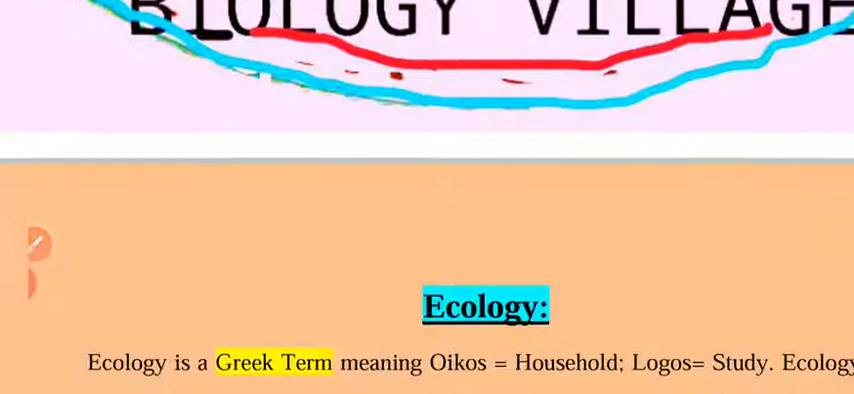 BIOLOGY VILLAGE
Ecology:
Ecology is a Greek Term meaning Oikos = Household; Logos= Study. Ecology